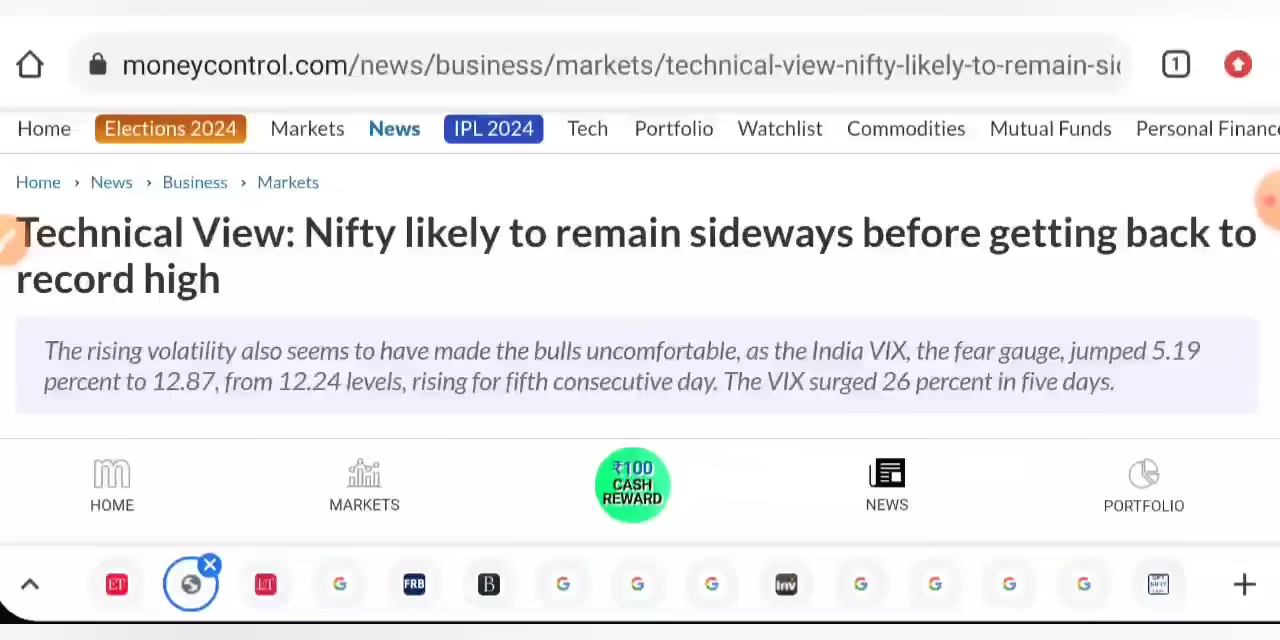 moneycontrol.com/news/business/markets/technical-view-nifty-likely-to-remain-si
1
Home Elections 2024 Markets News IPL 2024 Tech Portfolio Watchlist Commodities Mutual Funds Personal Finance
Home › News › Business › Markets
Technical View: Nifty likely to remain sideways before getting back to
record high
The rising volatility also seems to have made the bulls uncomfortable, as the India VIX, the fear gauge, jumped 5.19
percent to 12.87, from 12.24 levels, rising for fifth consecutive day. The VIX surged 26 percent in five days.
₹100
CASH
REWARD
HOME MARKETS NEWS PORTFOLIO
ET ET G FRB B G G G Inv G G G G